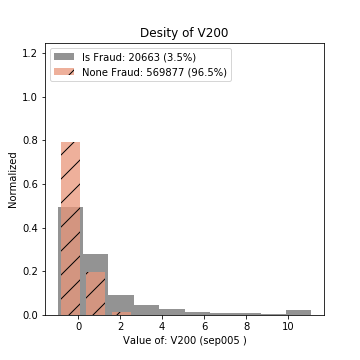 Desity of V200
Is Fraud: 20663 (3.5%)
None Fraud: 569877 (96.5%)
Normalized
1.2
1.0
0.8
0.6
0.4
0.2
0.0
0
2
4
6
8
10
Value of: V200 (sep005 )